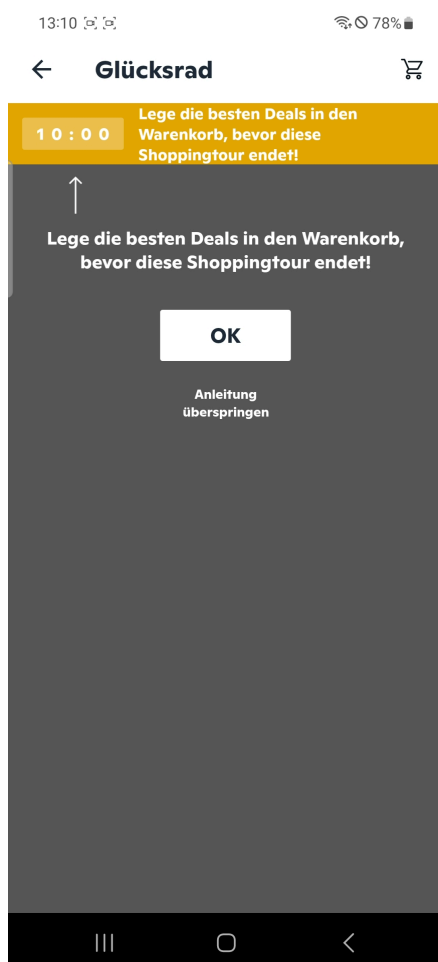 13:10 78%
Glücksrad
10:00
Lege die besten Deals in den
Warenkorb, bevor diese
Shoppingtour endet!
Lege die besten Deals in den Warenkorb,
bevor diese Shoppingtour endet!
OK
Anleitung
überspringen